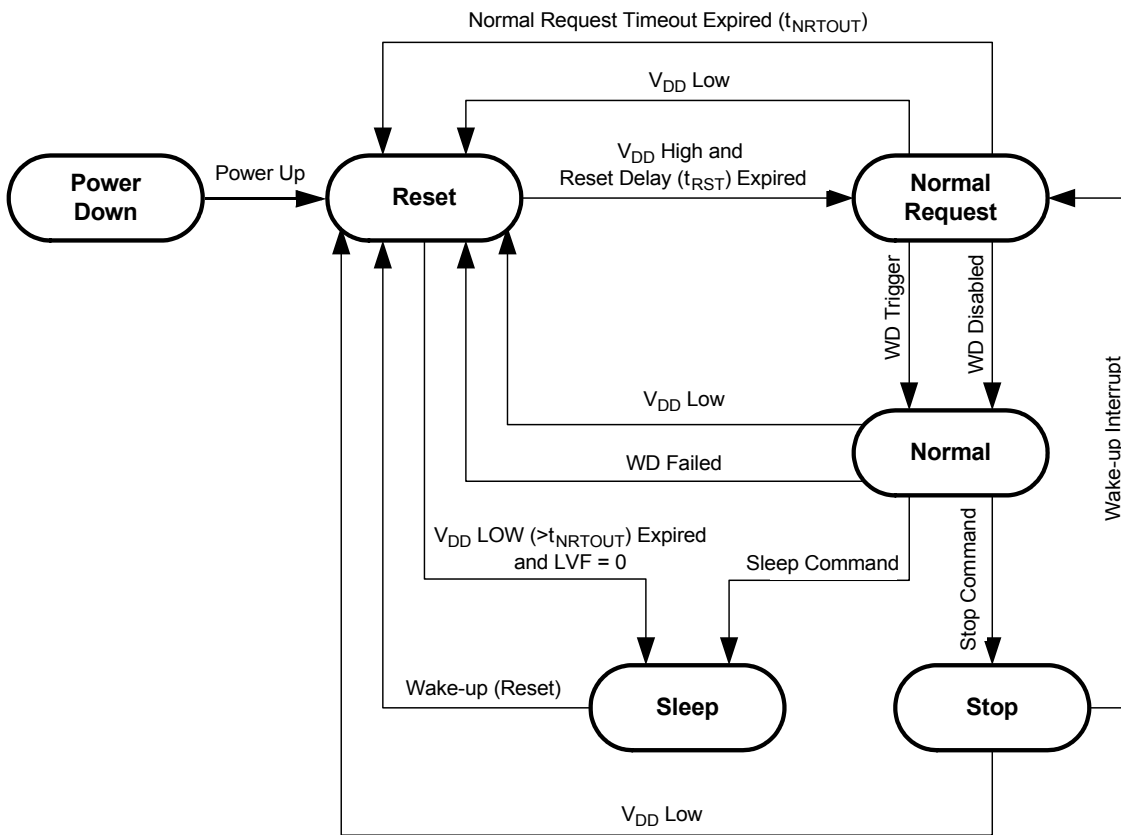 Normal Request Timeout Expired (tNRTOUT)
VDD Low
Power Down
Power Up
Reset
VDD High and
Reset Delay (tRST) Expired
Normal
Request
WD Trigger
WD Disabled
VDD Low
Normal
WD Failed
Wake-up Interrupt
VDD LOW (>tNRTOUT) Expired
and LVF = 0
Sleep Command
Stop Command
Wake-up (Reset)
Sleep
Stop
VDD Low